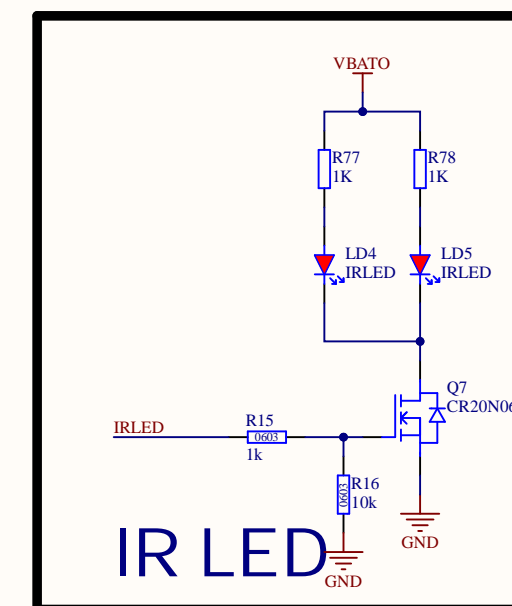 VBATO
R77
1K
R78
1K
LD4
IRLED
LD5
IRLED
Q7
CR20N06
IRLED
R15
0603
1k
R16
0603
10k
GND
IR LED
GND